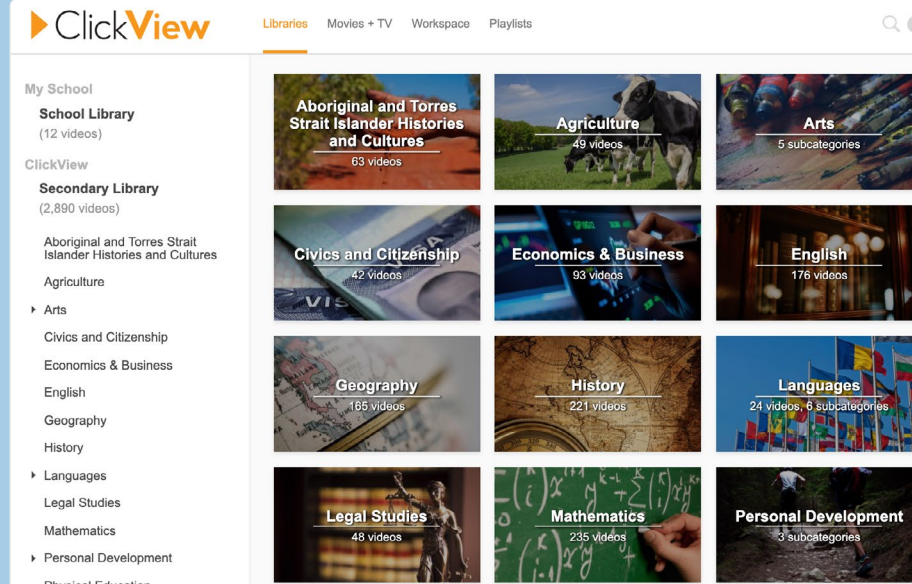 ClickView
Libraries
Movies + TV
Workspace
Playlists
My School
School Library
(12 videos)
ClickView
Secondary Library
(2,890 videos)
Aboriginal and Torres Strait
Islander Histories and Cultures
Agriculture
Arts
Civics and Citizenship
Economics & Business
English
Geography
History
Languages
Legal Studies
Mathematics
Personal Development
Physical Education
Aboriginal and Torres
Strait Islander Histories
and Cultures
63 videos
Agriculture
49 videos
Arts
5 subcategories
Civics and Citizenship
42 videos
VISA
VIS
Economics & Business
93 videos
English
176 videos
Geography
165 videos
History
221 videos
Languages
24 videos, 6 subcategories
Legal Studies
48 videos
Mathematics
235 videos
Personal Development
3 subcategories